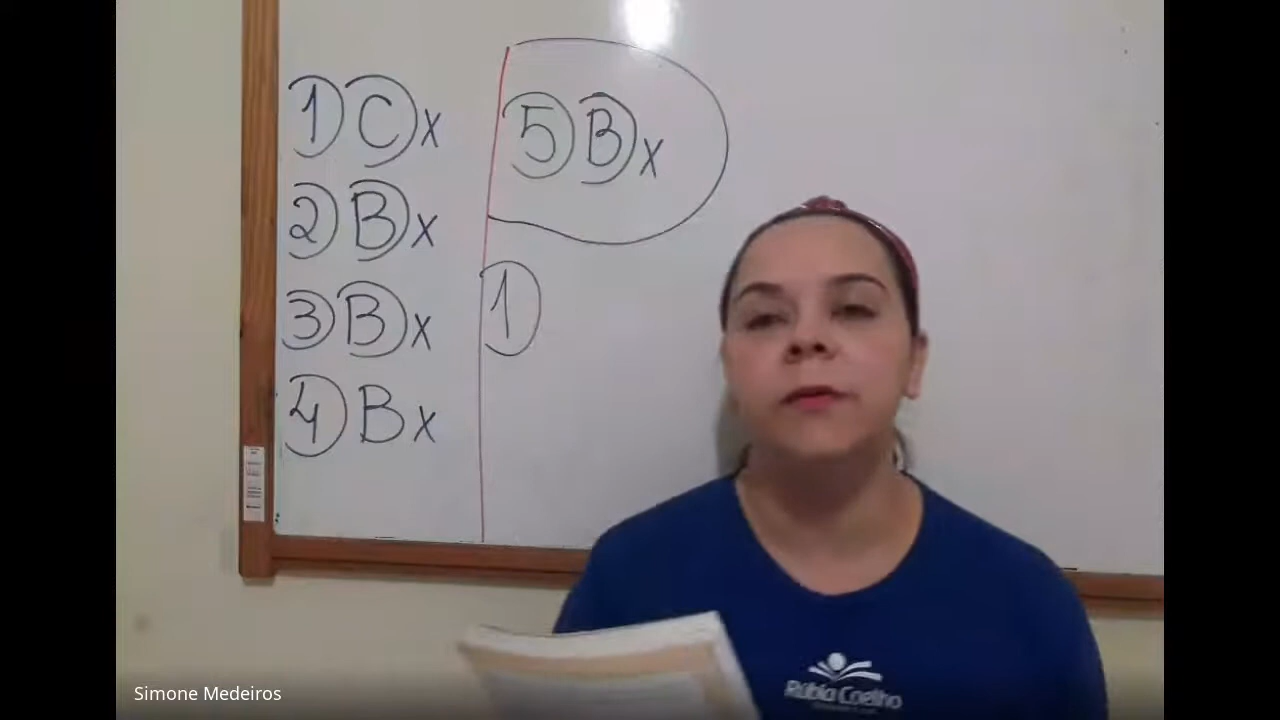 1) C x
2) B x
3) B x
4) B x
5) B x
1)
Rúbia Coelho
Simone Medeiros